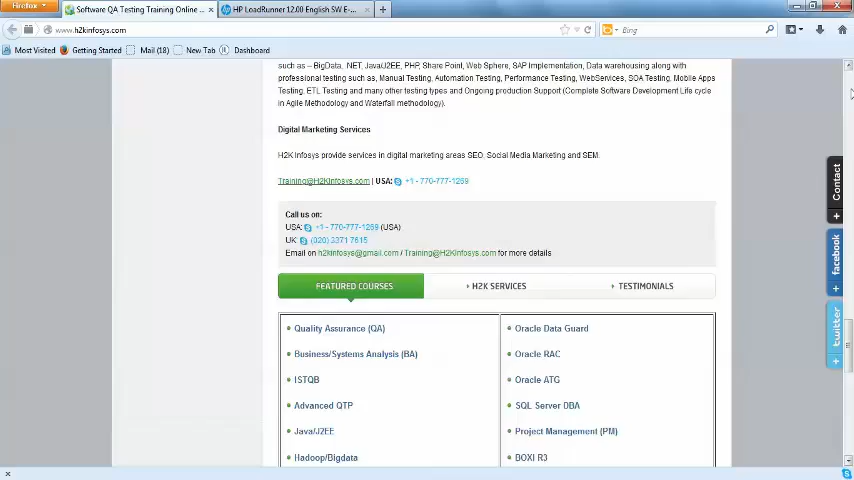 Firefox
Software QA Testing Training Online ...
HP LoadRunner 12.00 English SW E-...
www.h2kinfosys.com
Bing
Most Visited
Getting Started
Mail (18)
New Tab
Dashboard
such as – BigData, .NET, Java/J2EE, PHP, Share Point, Web Sphere, SAP Implementation, Data warehousing along with
professional testing such as, Manual Testing, Automation Testing, Performance Testing, WebServices, SOA Testing, Mobile Apps
Testing, ETL Testing and many other testing types and Ongoing production Support (Complete Software Development Life cycle
in Agile Methodology and Waterfall methodology).
Digital Marketing Services
H2K Infosys provide services in digital marketing areas SEO, Social Media Marketing and SEM.
Training@H2KInfosys.com | USA: +1 - 770-777-1269
Call us on:
USA: +1 - 770-777-1269 (USA)
UK: (020) 3371 7615
Email on h2kinfosys@gmail.com / Training@H2KInfosys.com for more details
FEATURED COURSES
H2K SERVICES
TESTIMONIALS
Quality Assurance (QA)
Oracle Data Guard
Business/Systems Analysis (BA)
Oracle RAC
ISTQB
Oracle ATG
Advanced QTP
SQL Server DBA
Java/J2EE
Project Management (PM)
Hadoop/Bigdata
BOXI R3
Contact
facebook
twitter